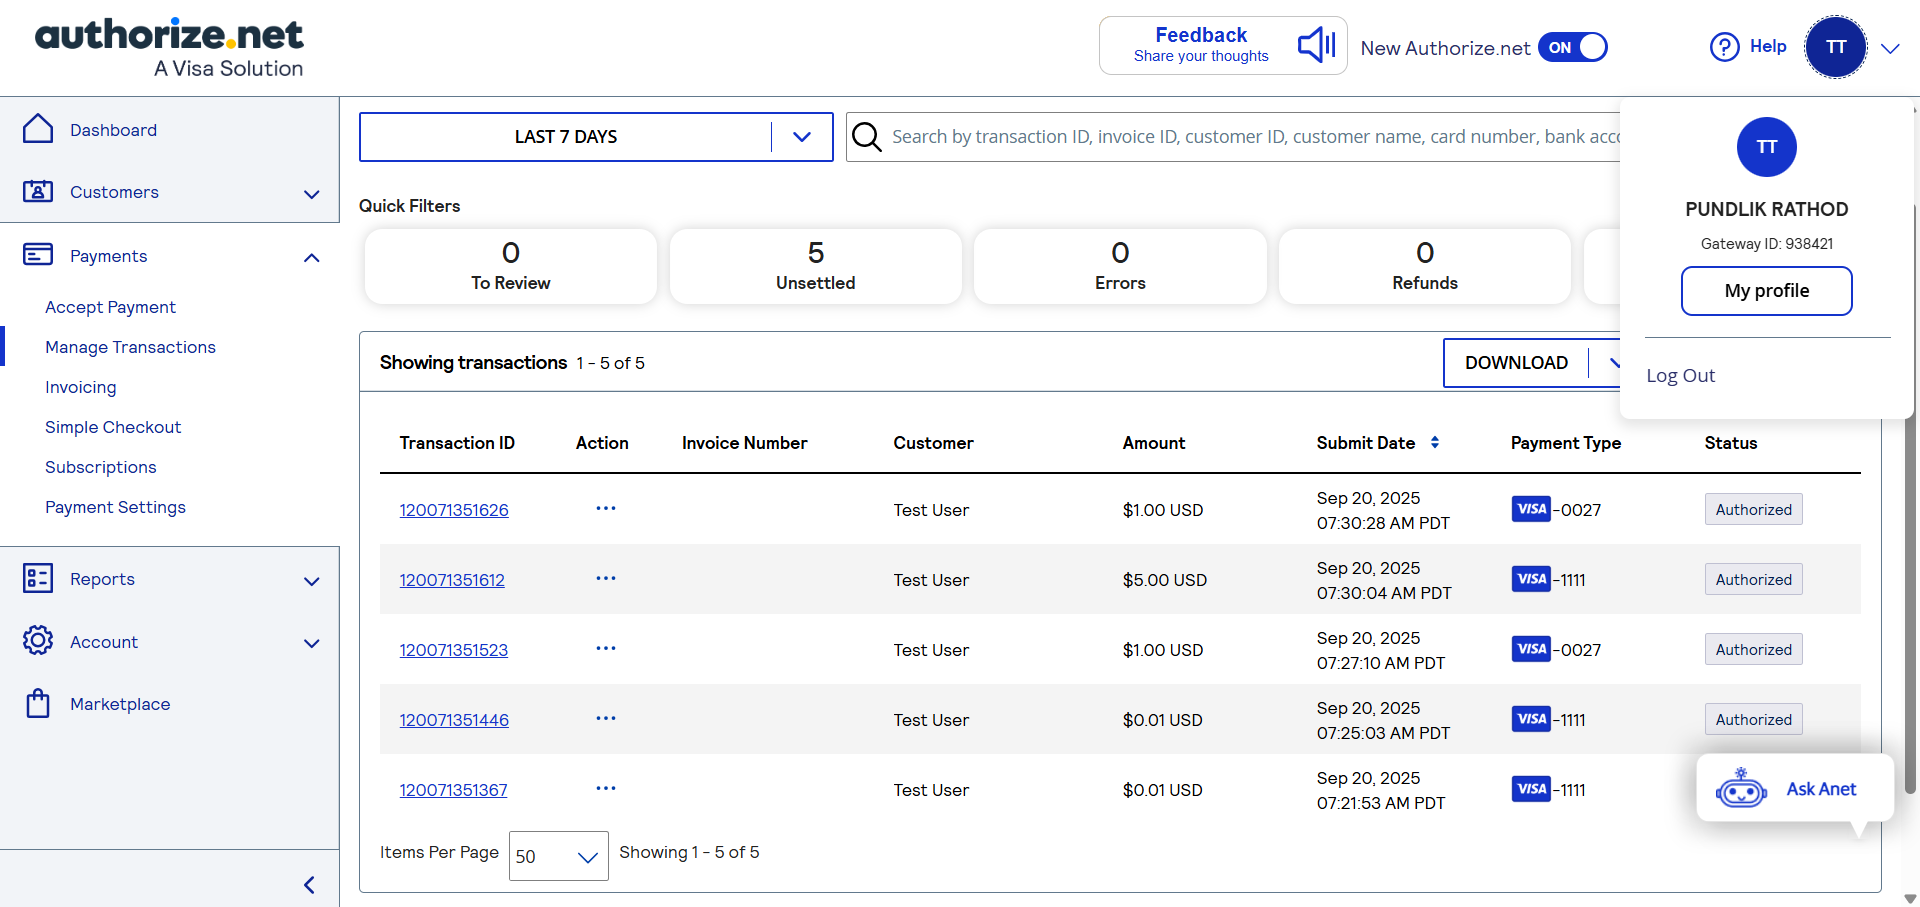 authorize.net
A Visa Solution
Feedback
Share your thoughts
New Authorize.net ON
Help
TT
Dashboard
Customers
Payments
Accept Payment
Manage Transactions
Invoicing
Simple Checkout
Subscriptions
Payment Settings
Reports
Account
Marketplace
LAST 7 DAYS
Search by transaction ID, invoice ID, customer ID, customer name, card number, bank
TT
PUNDLIK RATHOD
Gateway ID: 938421
My profile
Log Out
Quick Filters
0
To Review
5
Unsettled
0
Errors
0
Refunds
Showing transactions 1 - 5 of 5
DOWNLOAD
Transaction ID Action Invoice Number Customer Amount Submit Date Payment Type Status
120071351626 ... Test User $1.00 USD Sep 20, 2025 07:30:28 AM PDT VISA -0027 Authorized
120071351612 ... Test User $5.00 USD Sep 20, 2025 07:30:04 AM PDT VISA -1111 Authorized
120071351523 ... Test User $1.00 USD Sep 20, 2025 07:27:10 AM PDT VISA -0027 Authorized
120071351446 ... Test User $0.01 USD Sep 20, 2025 07:25:03 AM PDT VISA -1111 Authorized
120071351367 ... Test User $0.01 USD Sep 20, 2025 07:21:53 AM PDT VISA -1111
Ask Anet
Items Per Page 50 Showing 1 - 5 of 5